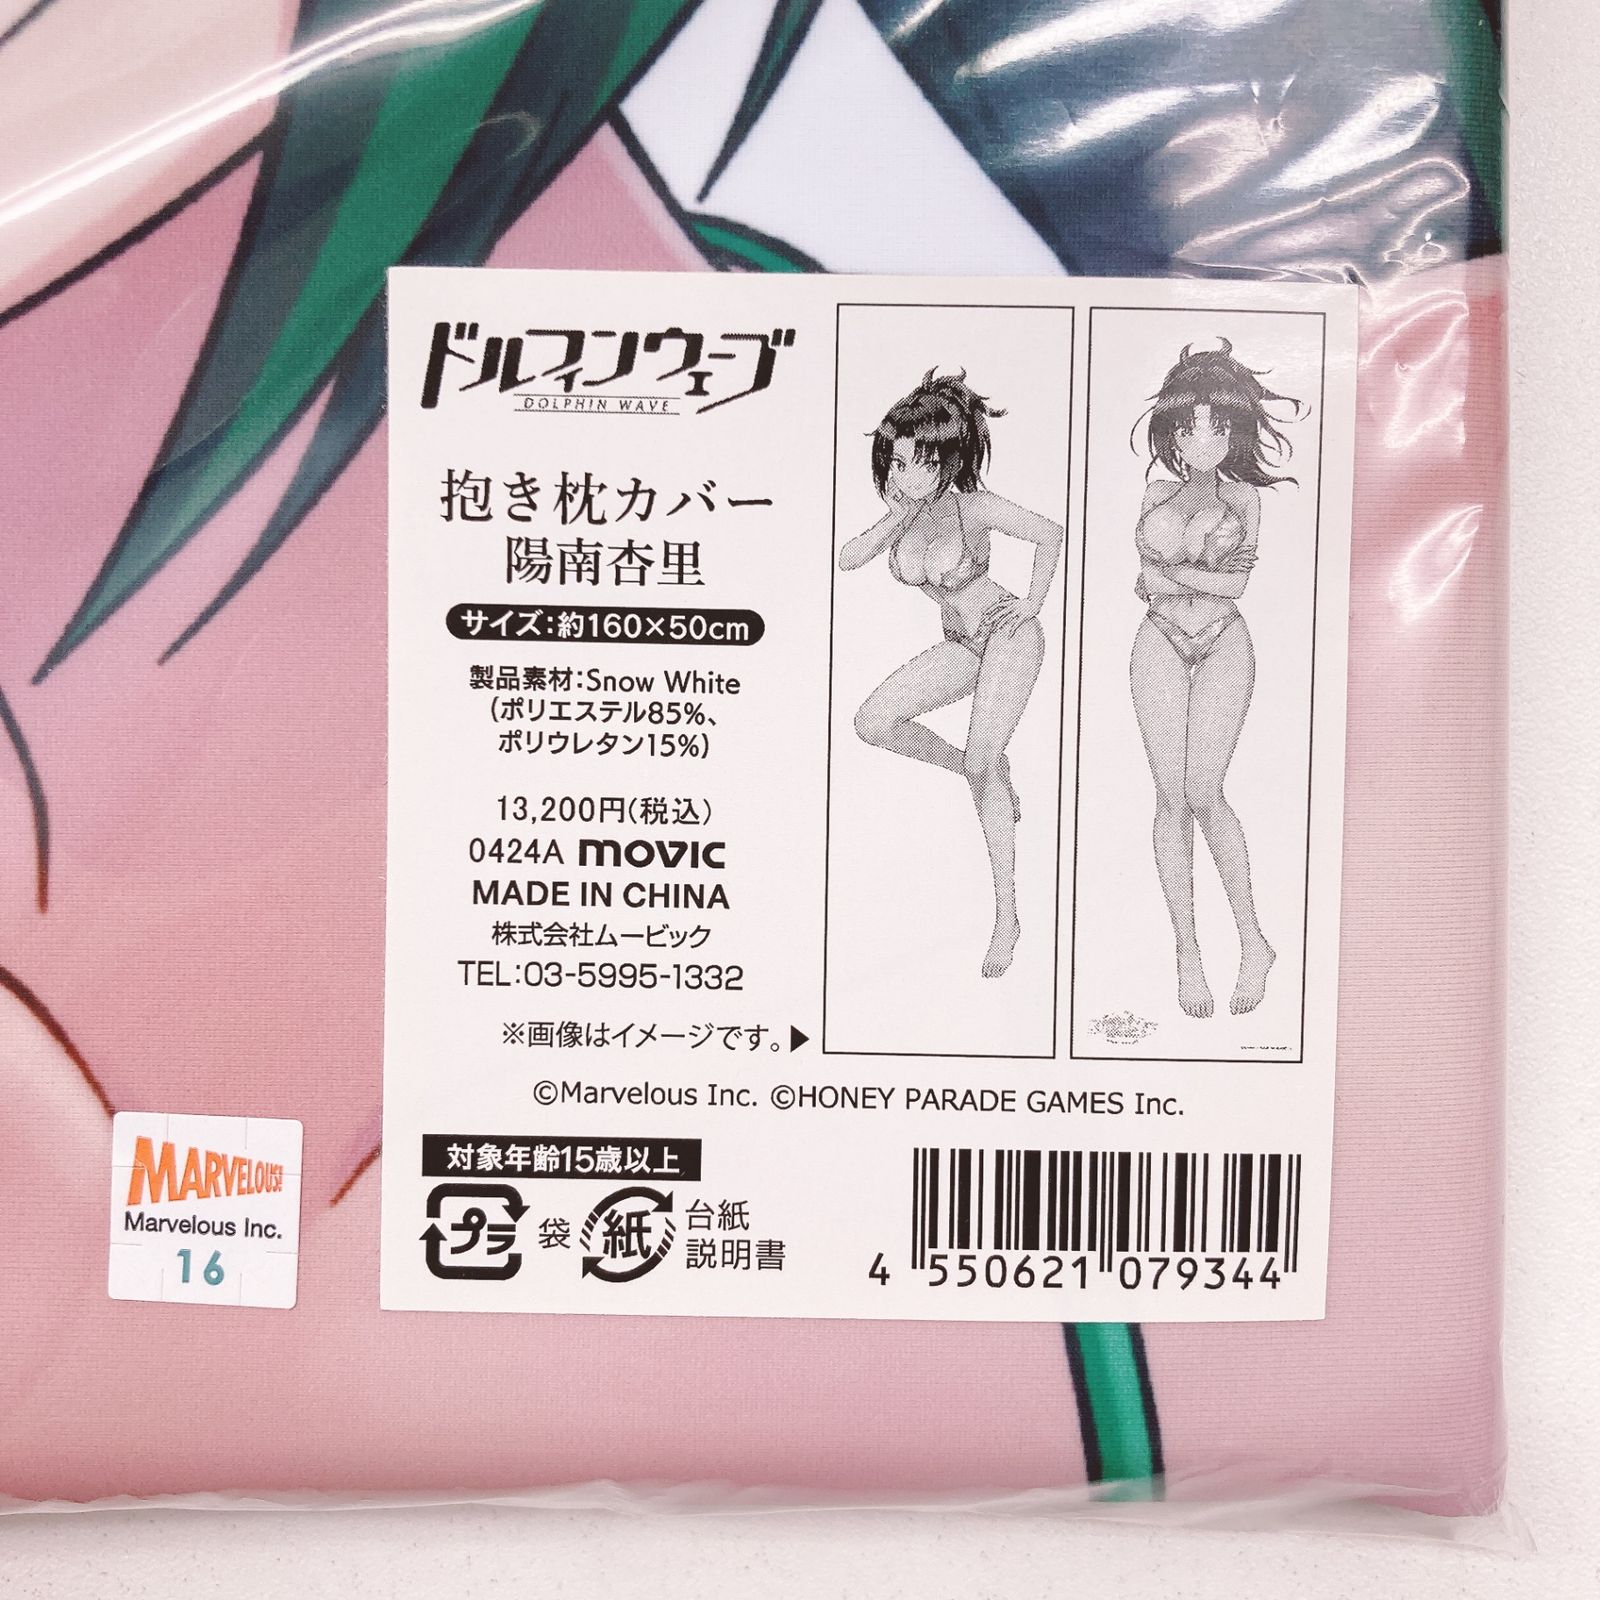 ドルフィンウェーブ
DOLPHIN WAVE
抱き枕カバー
陽南杏里
サイズ:約160×50cm
製品素材:Snow White
(ポリエステル85%、
ポリウレタン15%)
13,200円(税込)
0424A movic
MADE IN CHINA
株式会社ムービック
TEL:03-5995-1332
※画像はイメージです。▶
©Marvelous Inc. ©HONEY PARADE GAMES Inc.
対象年齢15歳以上
プラ 袋 紙 台紙
説明書
4 550621 079344
MARVELOUS!
Marvelous Inc.
16